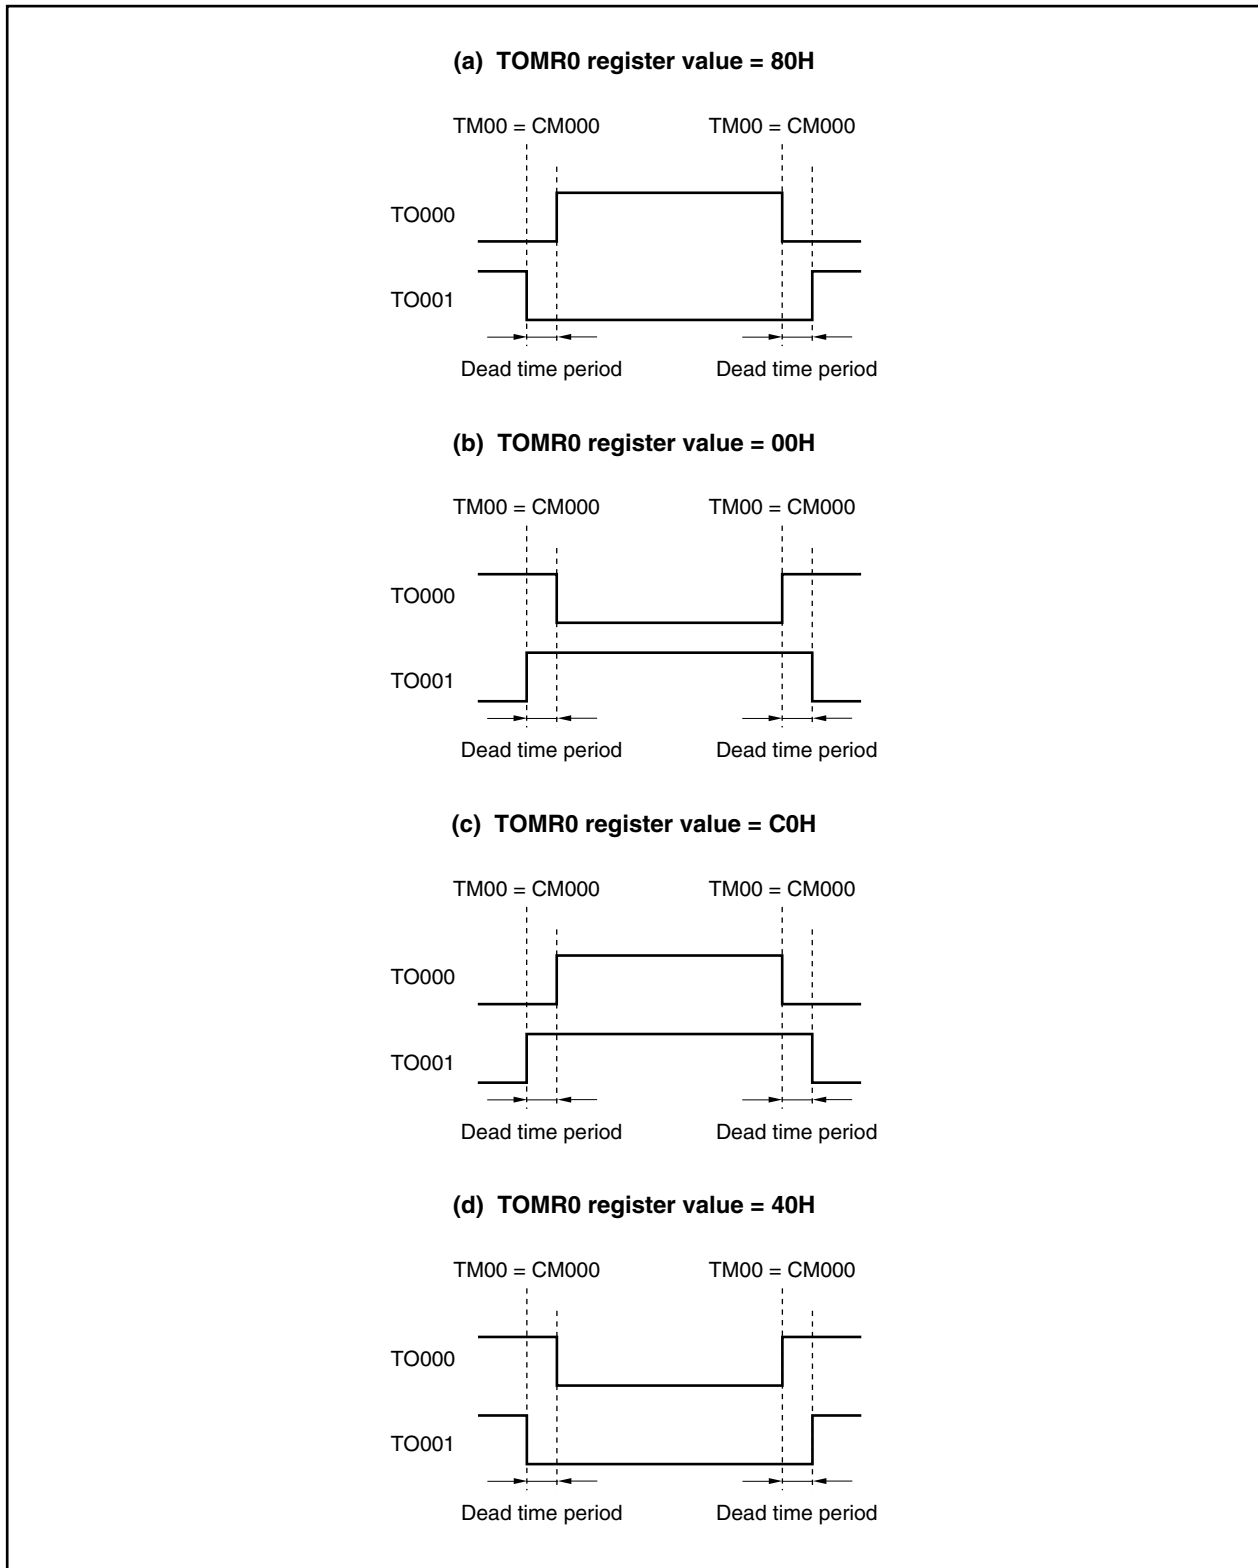 (a) TOMR0 register value = 80H
TM00 = CM000 TM00 = CM000
TO000
TO001
Dead time period Dead time period
(b) TOMR0 register value = 00H
TM00 = CM000 TM00 = CM000
TO000
TO001
Dead time period Dead time period
(c) TOMR0 register value = C0H
TM00 = CM000 TM00 = CM000
TO000
TO001
Dead time period Dead time period
(d) TOMR0 register value = 40H
TM00 = CM000 TM00 = CM000
TO000
TO001
Dead time period Dead time period